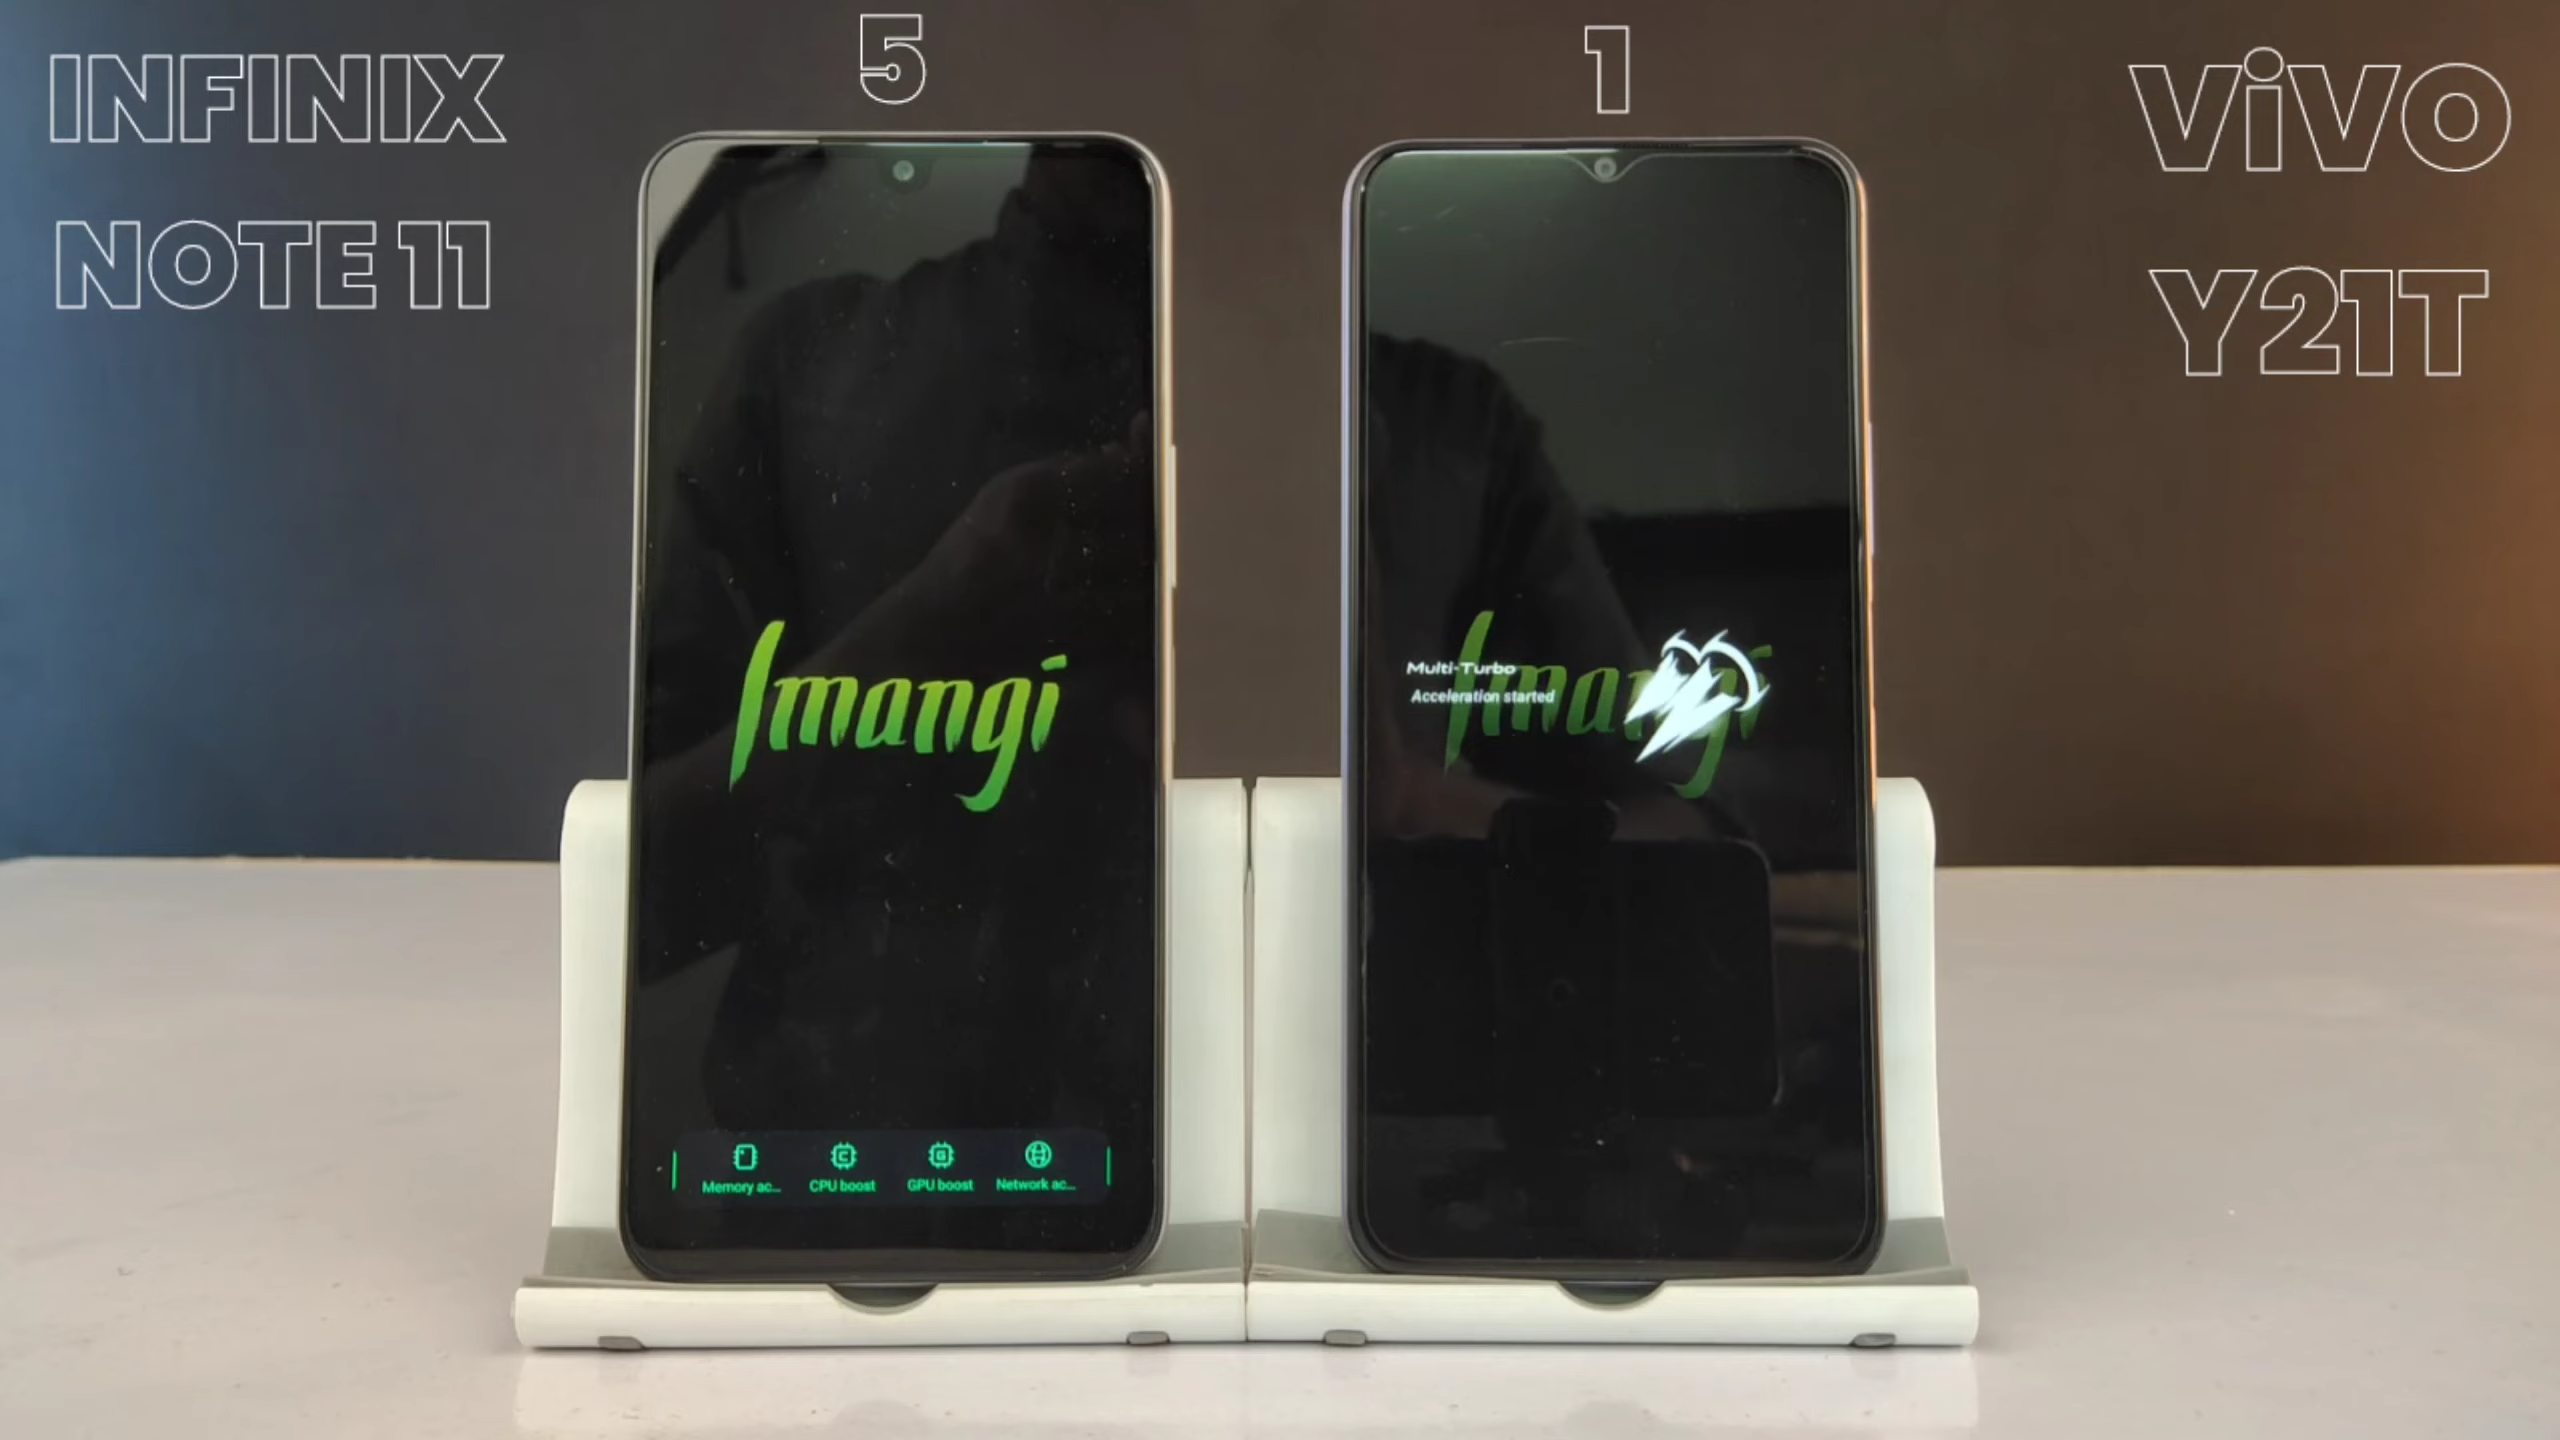 INFINIX
NOTE 11
5
1
ViVO
Y21T
Imangi
Memory ac...
CPU boost
GPU boost
Network ac...
Imangi
Multi-Turbo
Acceleration started